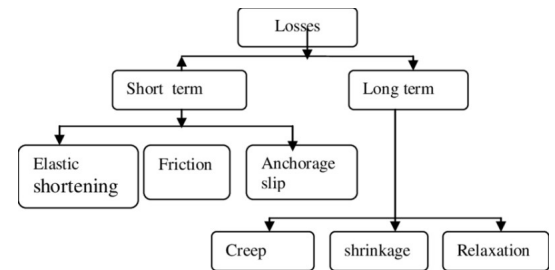 Losses
Short term
Long term
Elastic
shortening
Friction
Anchorage
slip
Creep
shrinkage
Relaxation